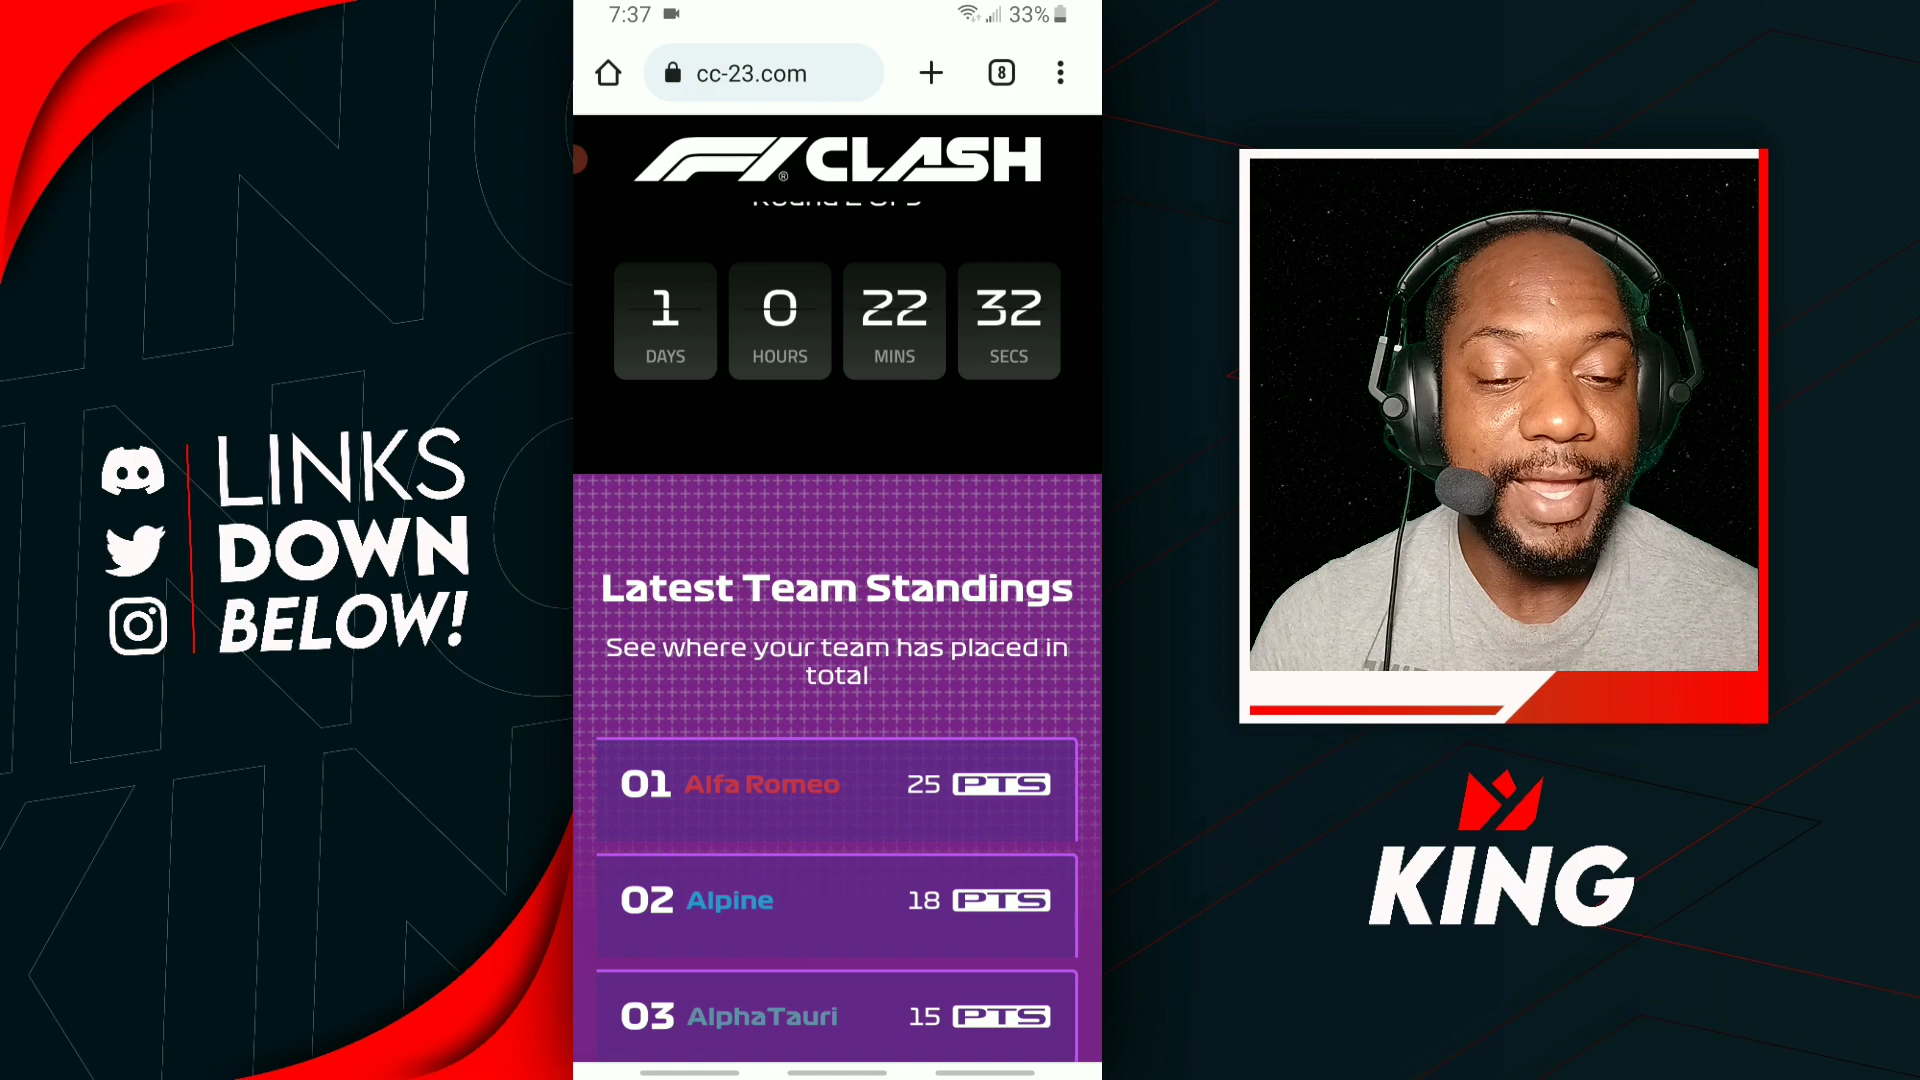 7:37
33%
cc-23.com
8
F1® CLASH
1
0
22
32
DAYS
HOURS
MINS
SECS
Latest Team Standings
See where your team has placed in
total
01 Alfa Romeo 25 PTS
02 Alpine 18 PTS
03 AlphaTauri 15 PTS
LINKS
DOWN
BELOW!
KING